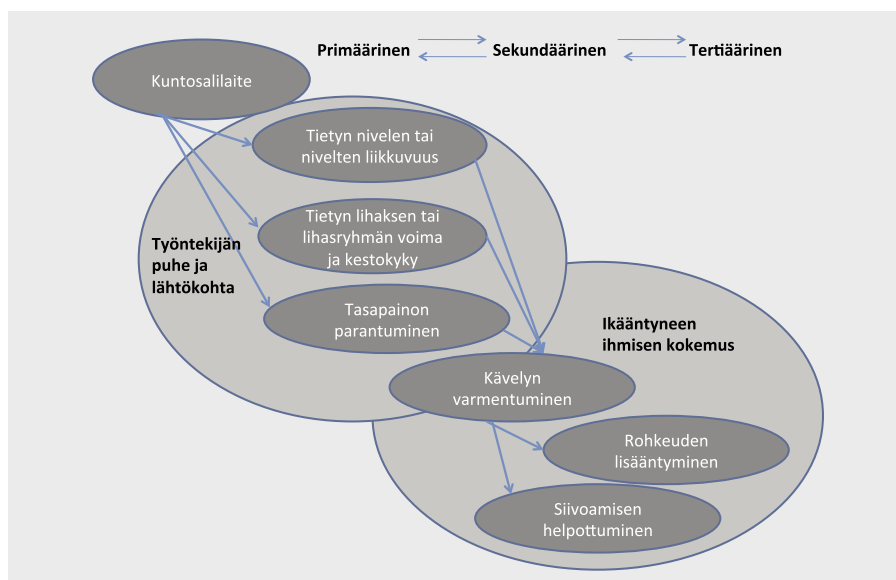 Primäärinen
Sekundäärinen
Tertiäärinen
Kuntosalilaite
Tietyn nivelen tai
nivelten liikkuvuus
Tietyn lihaksen tai
lihasryhmän voima
ja kestokyky
Työntekijän
puhe ja
lähtökohta
Tasapainon
parantuminen
Ikääntyneen
ihmisen kokemus
Kävelyn
varmentuminen
Rohkeuden
lisääntyminen
Siivoamisen
helpottuminen